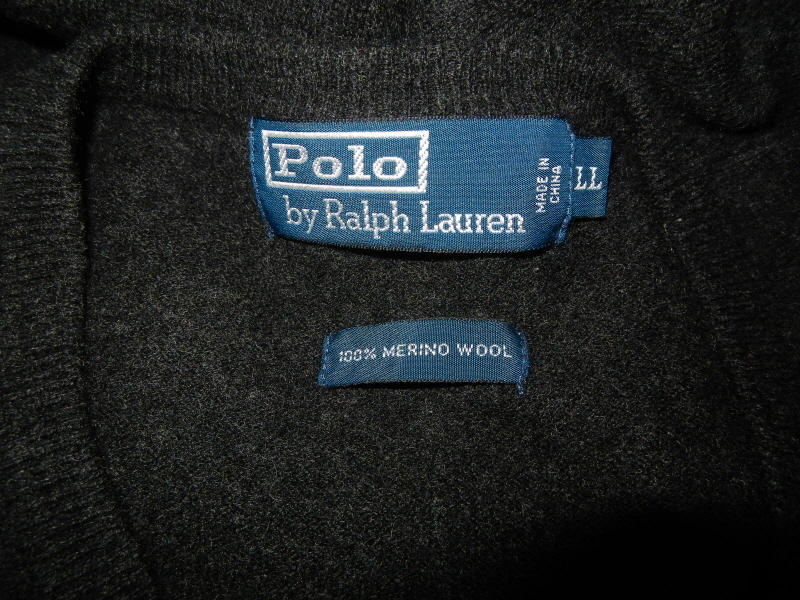 Polo
by Ralph Lauren
MADE IN
CHINA
LL
100% MERINO WOOL